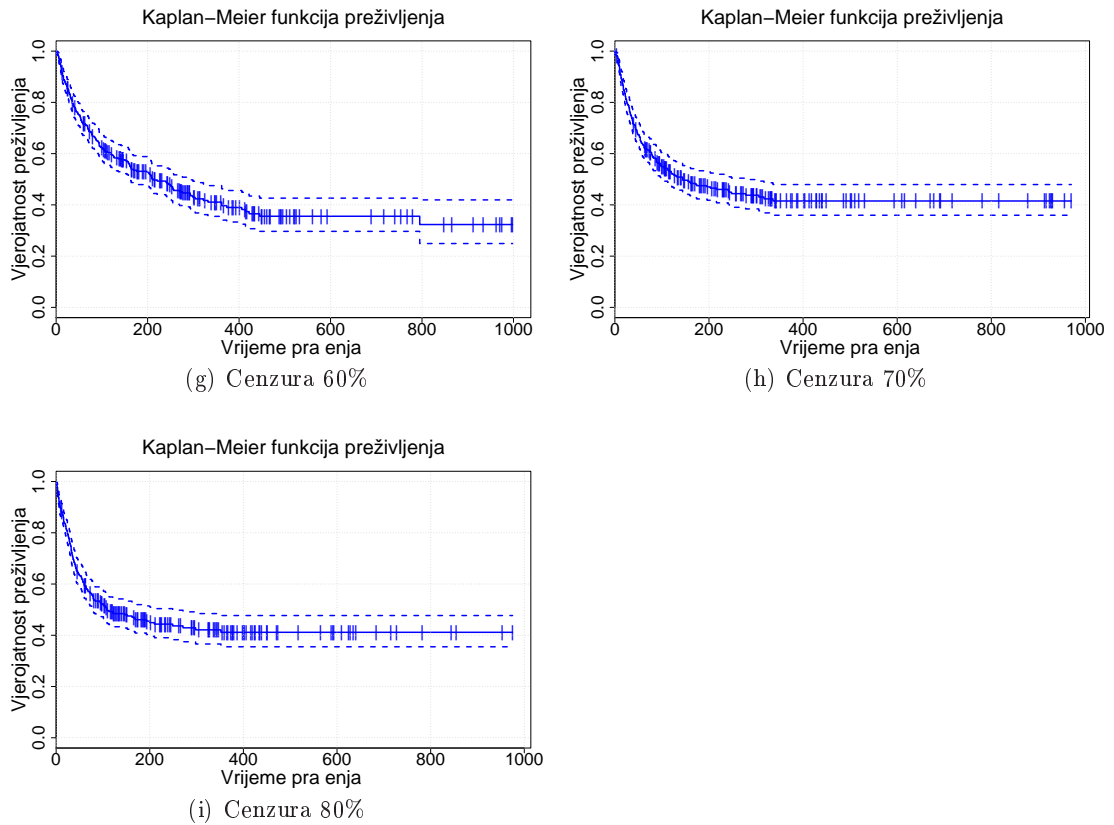 Kaplan−Meier funkcija preživljenja
Vjerojatnost preživljenja
0.0 0.2 0.4 0.6 0.8 1.0
0 200 400 600 800 1000
Vrijeme pra enja
(g) Cenzura 60%
Kaplan−Meier funkcija preživljenja
Vjerojatnost preživljenja
0.0 0.2 0.4 0.6 0.8 1.0
0 200 400 600 800 1000
Vrijeme pra enja
(h) Cenzura 70%
Kaplan−Meier funkcija preživljenja
Vjerojatnost preživljenja
0.0 0.2 0.4 0.6 0.8 1.0
0 200 400 600 800 1000
Vrijeme pra enja
(i) Cenzura 80%